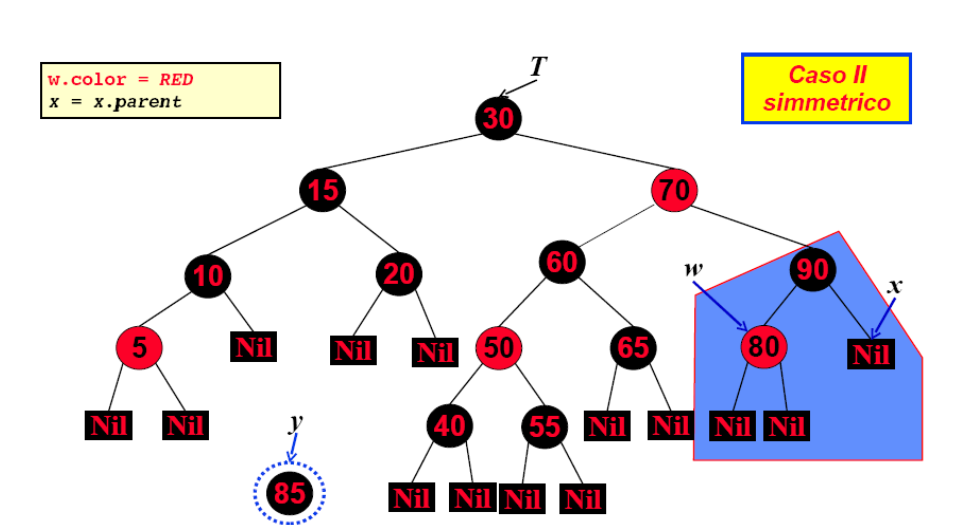 w.color = RED
x = x.parent
T
Caso II
simmetrico
30
15
70
10
20
60
90
w
x
5
Nil
Nil
Nil
50
65
80
Nil
Nil
Nil
y
40
55
Nil
Nil
Nil
Nil
85
Nil
Nil
Nil
Nil